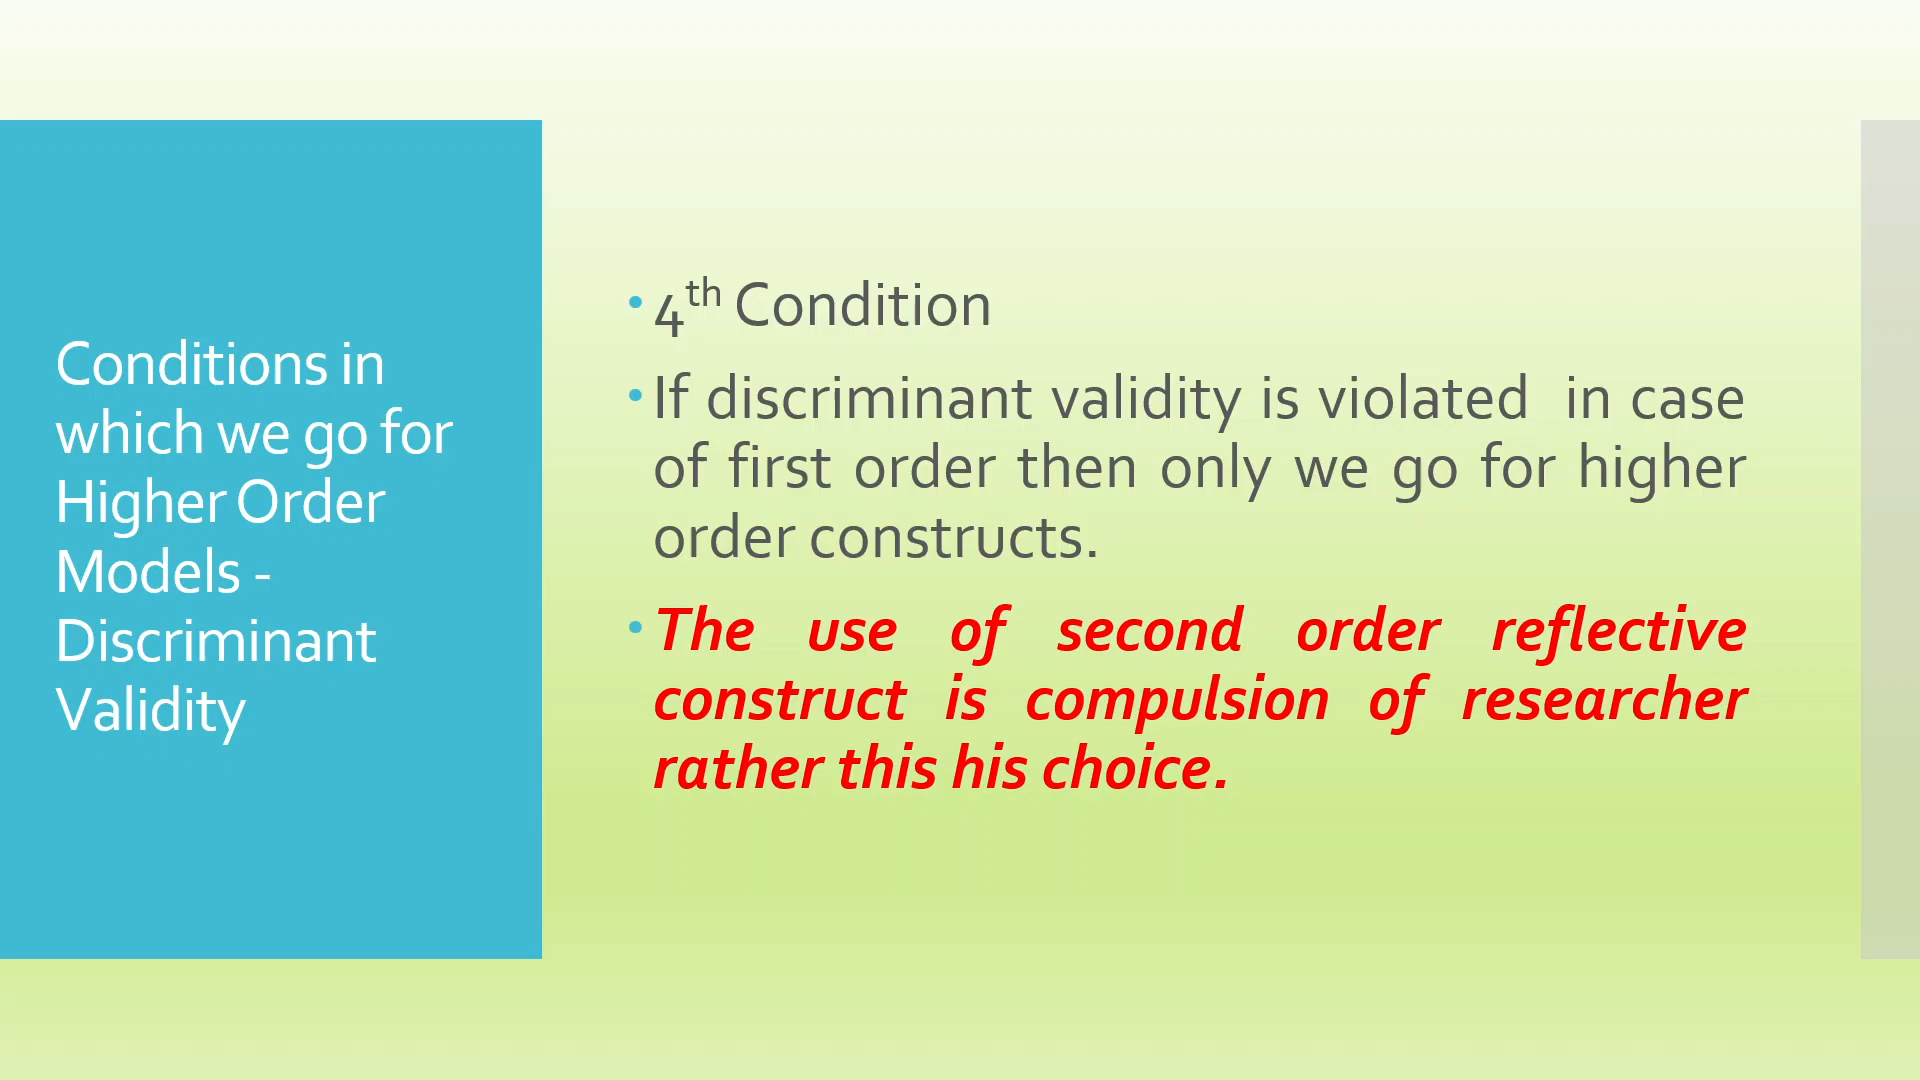 Conditions in
which we go for
Higher Order
Models -
Discriminant
Validity
• 4th Condition
• If discriminant validity is violated in case
of first order then only we go for higher
order constructs.
• The use of second order reflective
construct is compulsion of researcher
rather this his choice.